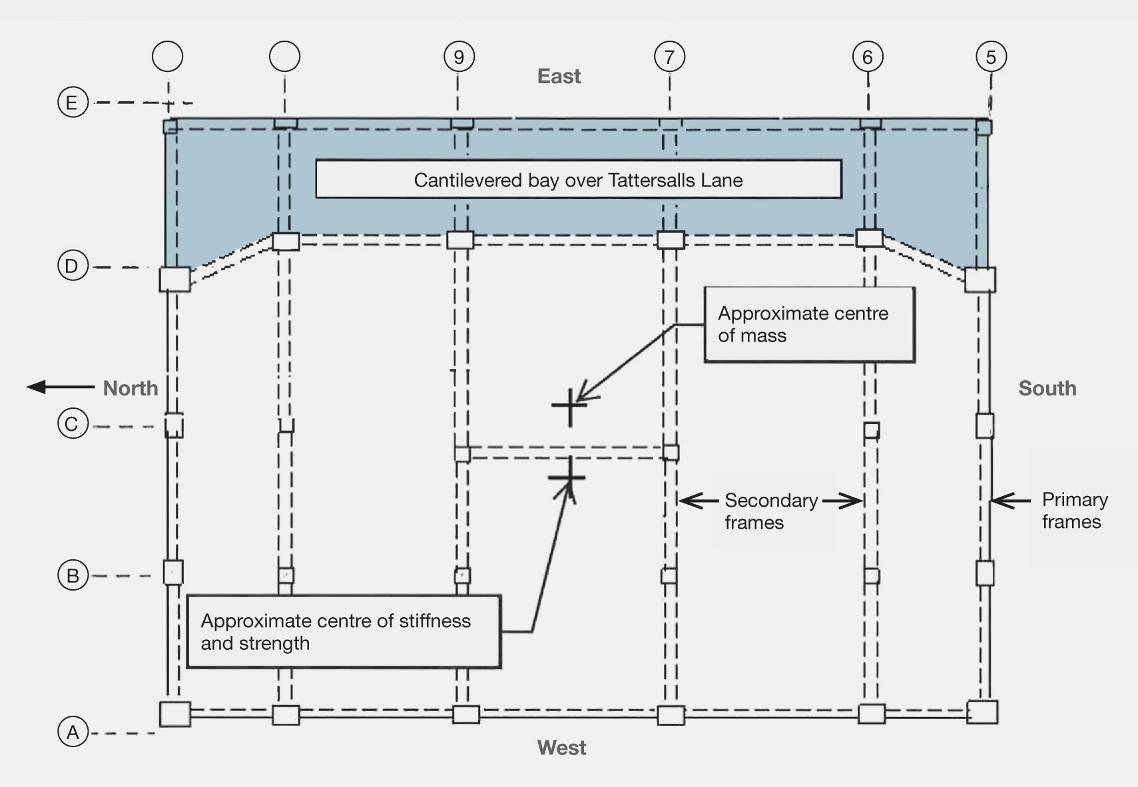 9
7
6
5
East
E
Cantilevered bay over Tattersalls Lane
D
Approximate centre
of mass
North
South
C
Secondary
frames
Primary
frames
B
Approximate centre of stiffness
and strength
A
West